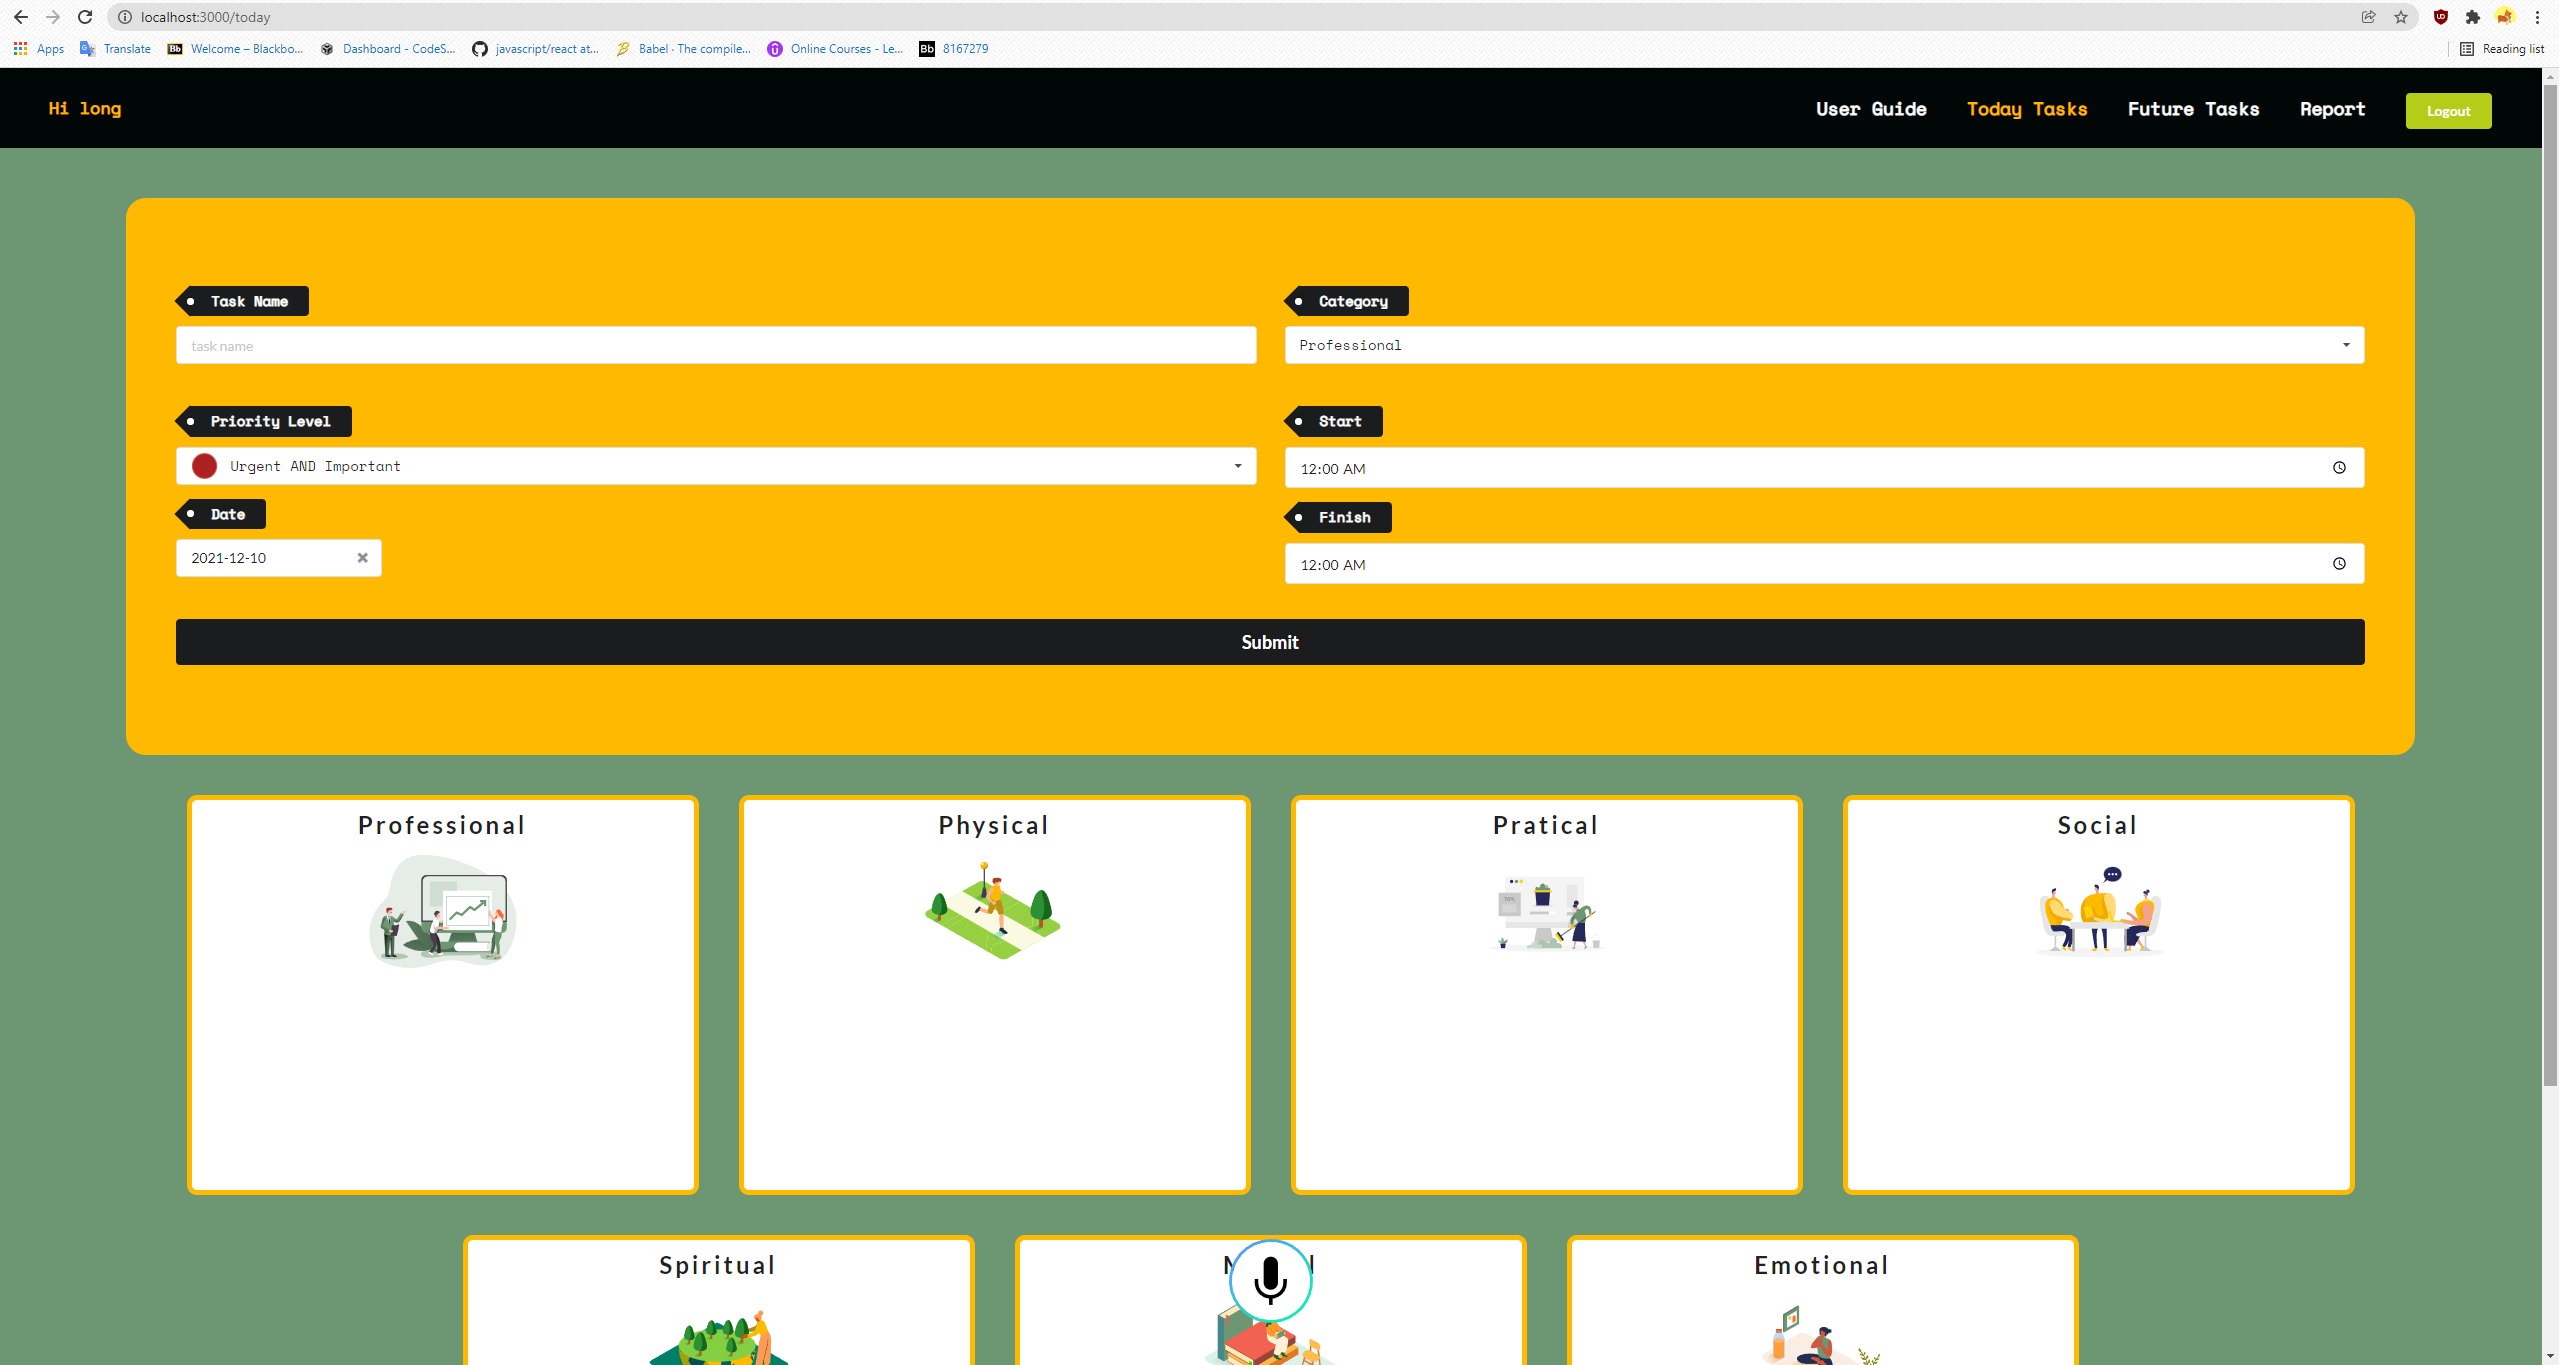 localhost:3000/today
Apps Translate Welcome – Blackbo... Dashboard - CodeS... javascript/react at... Babel · The compile... Online Courses - Le... 8167279 Reading list
Hi long User Guide Today Tasks Future Tasks Report Logout
Task Name Category
task name Professional
Priority Level Start
Urgent AND Important 12:00 AM
Date Finish
2021-12-10 12:00 AM
Submit
Professional Physical Pratical Social
Spiritual Emotional